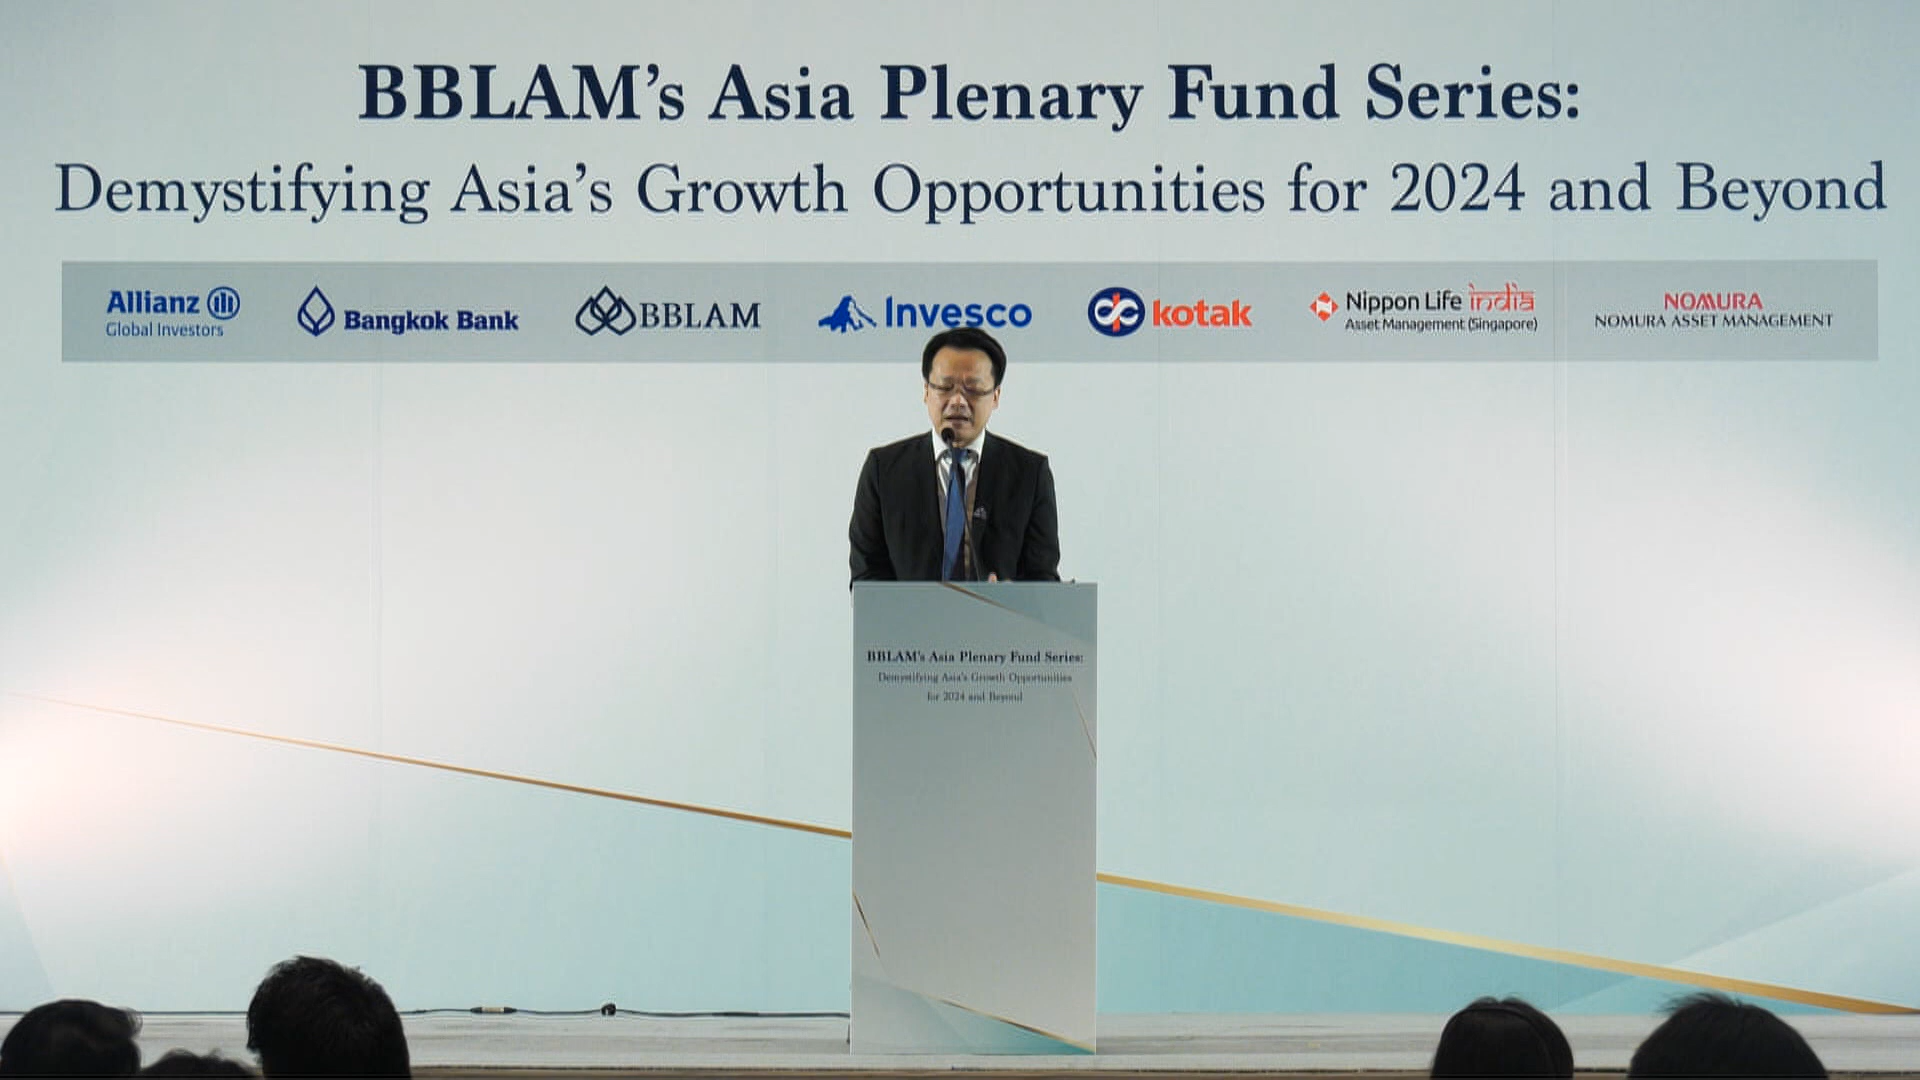 BBLAM's Asia Plenary Fund Series:
Demystifying Asia's Growth Opportunities for 2024 and Beyond
Allianz
Global Investors
Bangkok Bank
BBLAM
Invesco
kotak
Nippon Life india
Asset Management (Singapore)
NOMURA
NOMURA ASSET MANAGEMENT
BBLAM's Asia Plenary Fund Series:
Demystifying Asia's Growth Opportunities
for 2024 and Beyond